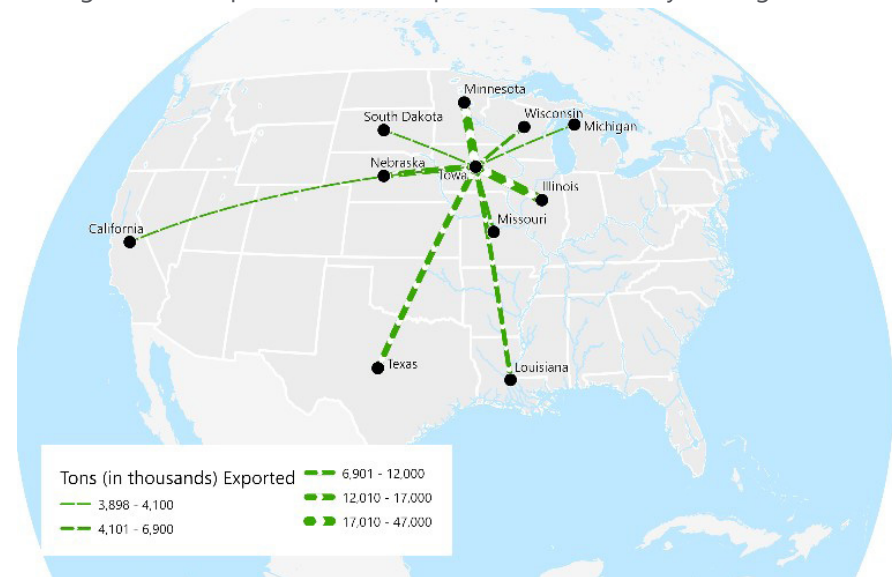 Minnesota
South Dakota
Wisconsin
Michigan
Nebraska
Iowa
Illinois
Missouri
California
Texas
Louisiana
Tons (in thousands) Exported
3,898 - 4,100
4,101 - 6,900
6,901 - 12,000
12,010 - 17,000
17,010 - 47,000